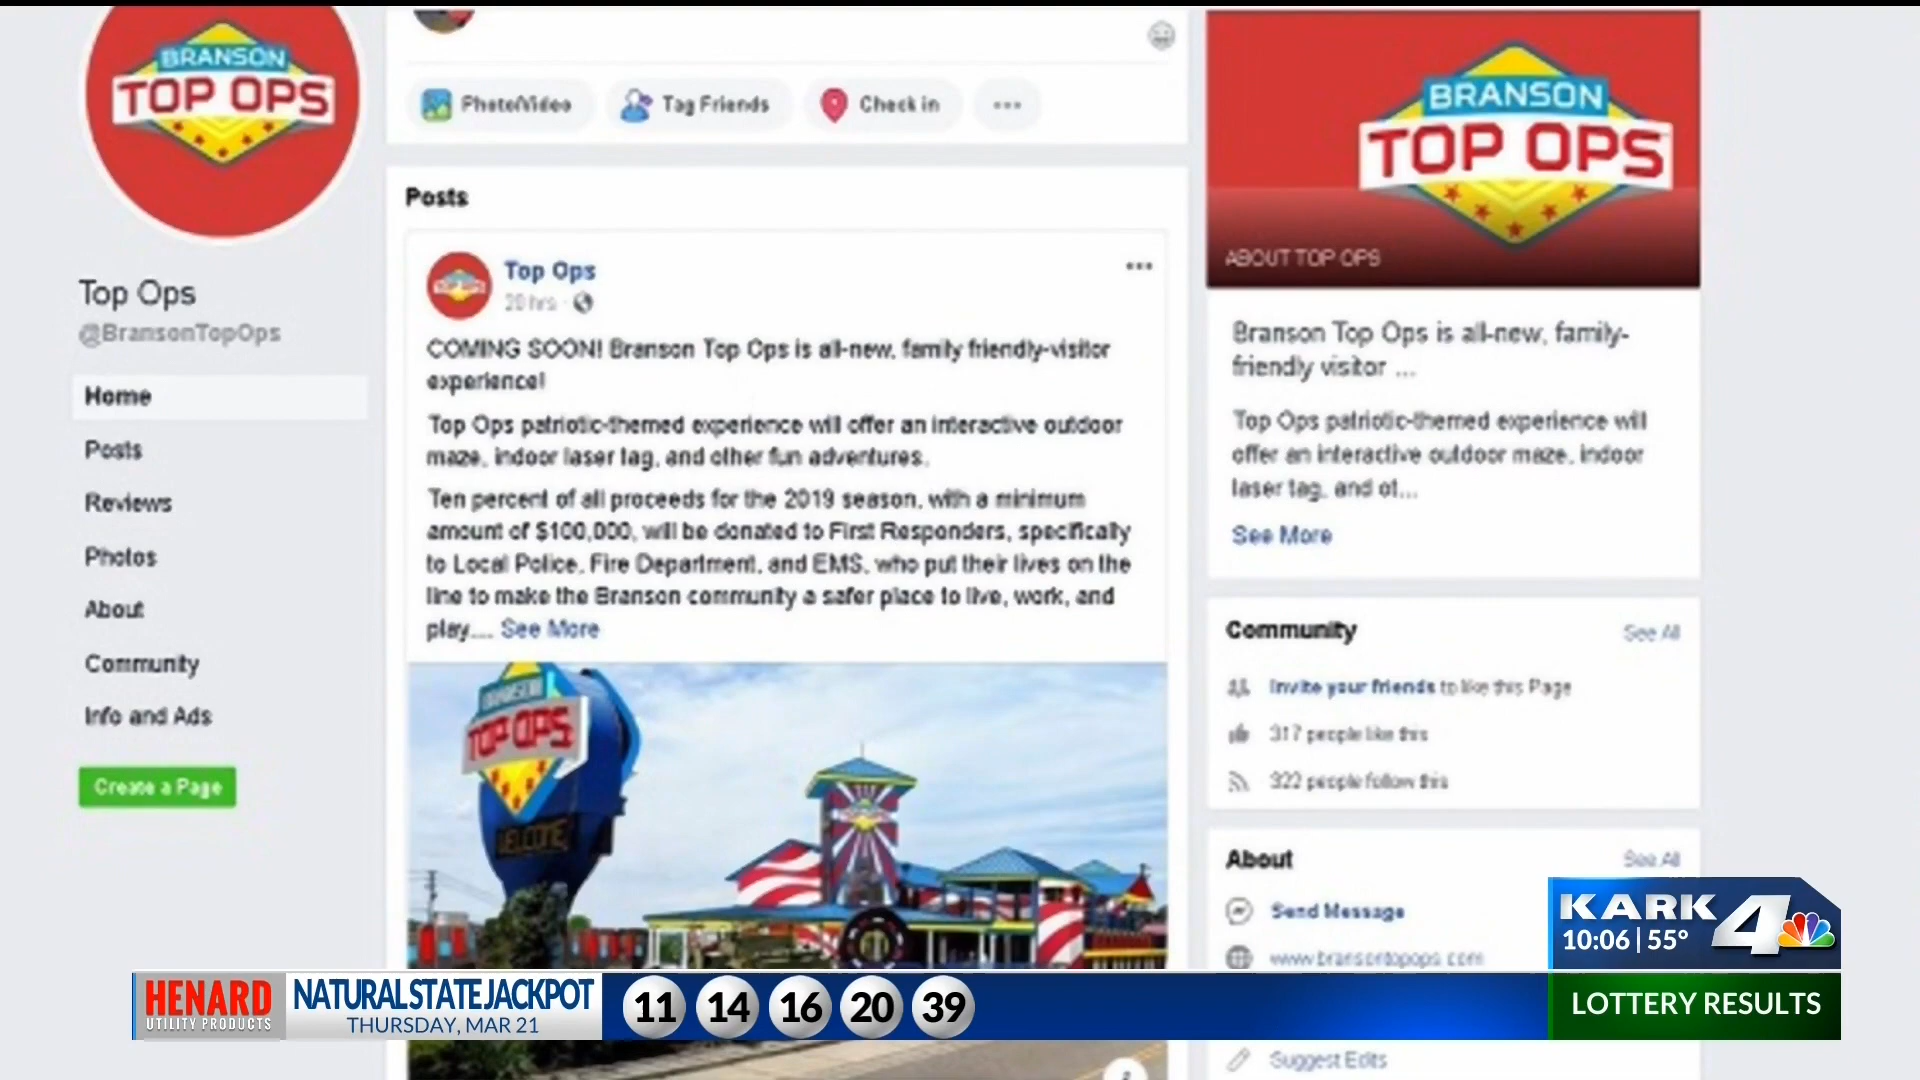 BRANSON
TOP OPS
Top Ops
@BransonTopOps
Home
Posts
Reviews
Photos
About
Community
Info and Ads
Create a Page
Photo/Video
Tag Friends
Check in
Posts
Top Ops
20 hrs
COMING SOON! Branson Top Ops is all-new, family friendly-visitor
experience!
Top Ops patriotic-themed experience will offer an interactive outdoor
maze, indoor laser tag, and other fun adventures.
Ten percent of all proceeds for the 2019 season, with a minimum
amount of $100,000, will be donated to First Responders, specifically
to Local Police, Fire Department, and EMS, who put their lives on the
line to make the Branson community a safer place to live, work, and
play.... See More
BRANSON
TOP OPS
WELCOME
BRANSON
TOP OPS
ABOUT TOP OPS
Branson Top Ops is all-new, family-
friendly visitor ...
Top Ops patriotic-themed experience will
offer an interactive outdoor maze, indoor
laser tag, and ot...
See More
Community
See All
Invite your friends to like this Page
317 people like this
322 people follow this
About
See All
Send Message
www.bransontopops.com
Suggest Edits
KARK 4
10:06 | 55°
HENARD
UTILITY PRODUCTS
NATURAL STATE JACKPOT
THURSDAY, MAR 21
11 14 16 20 39
LOTTERY RESULTS